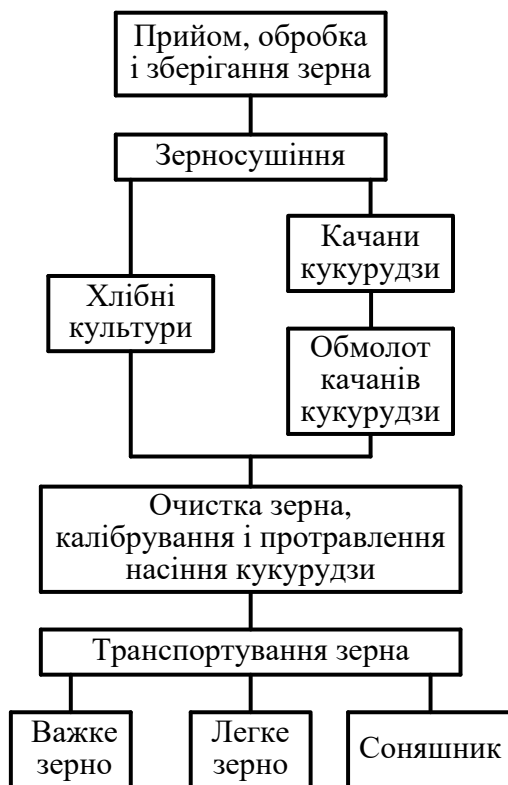 Прийом, обробка
і зберігання зерна
Зерносушіння
Качани
кукурудзи
Хлібні
культури
Обмолот
качанів
кукурудзи
Очистка зерна,
калібрування і протравлення
насіння кукурудзи
Транспортування зерна
Важке
зерно
Легке
зерно
Соняшник